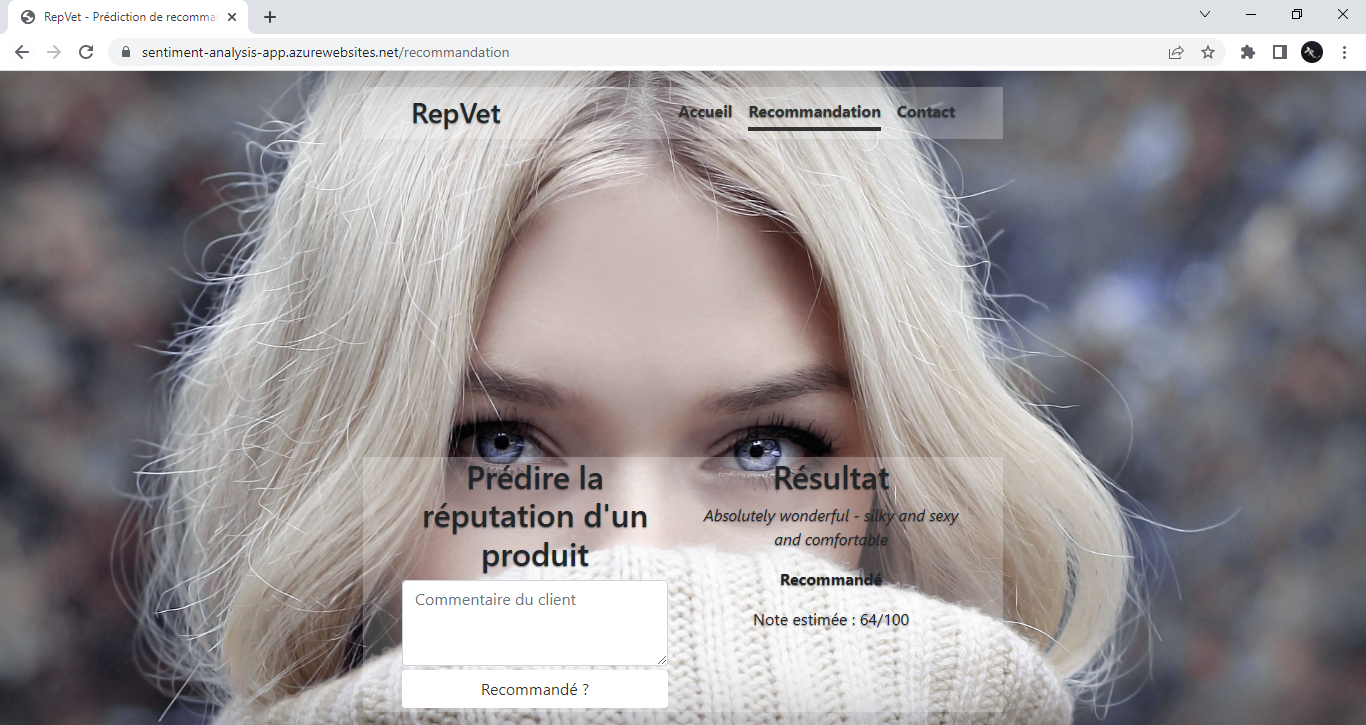 RepVet - Prédiction de recomma
sentiment-analysis-app.azurewebsites.net/recommandation
RepVet
Accueil Recommandation Contact
Prédire la
réputation d'un
produit
Commentaire du client
Recommandé ?
Résultat
Absolutely wonderful - silky and sexy
and comfortable
Recommandé
Note estimée : 64/100